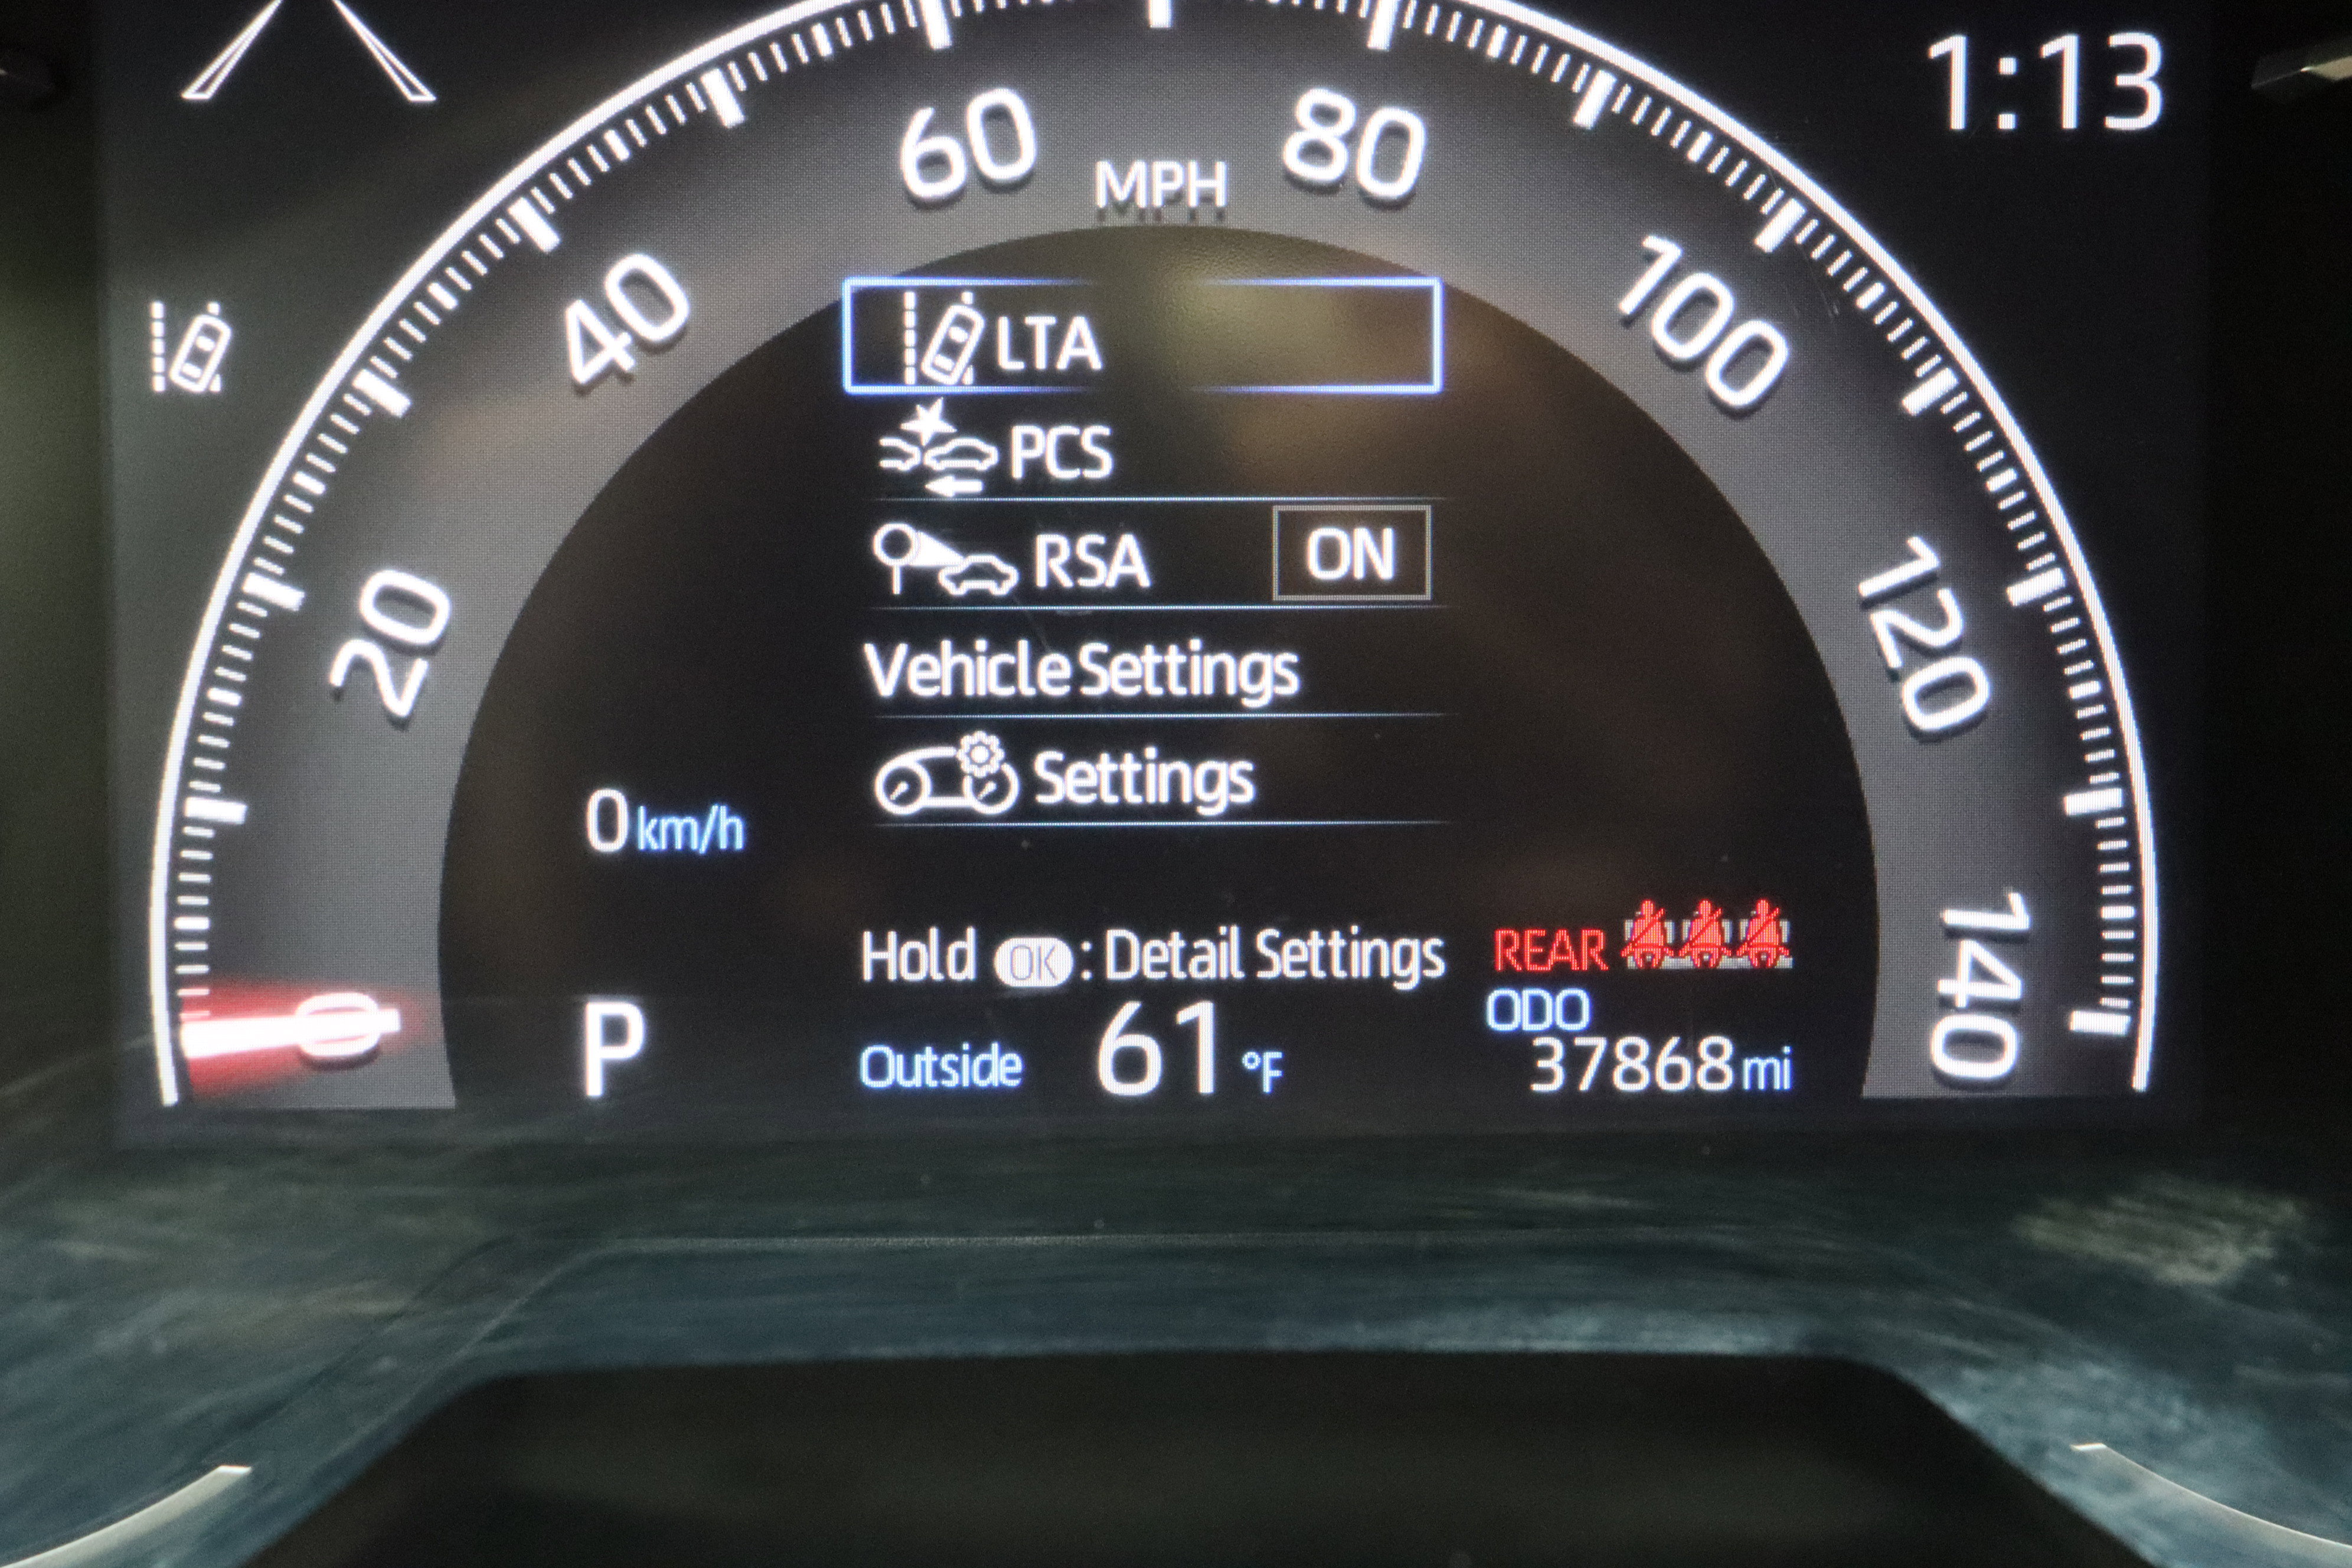 1:13
60
80
MPH
40
100
20
120
0
140
LTA
PCS
RSA ON
Vehicle Settings
Settings
0 km/h
Hold OK : Detail Settings
REAR
ODO
P
Outside 61 °F
37868 mi